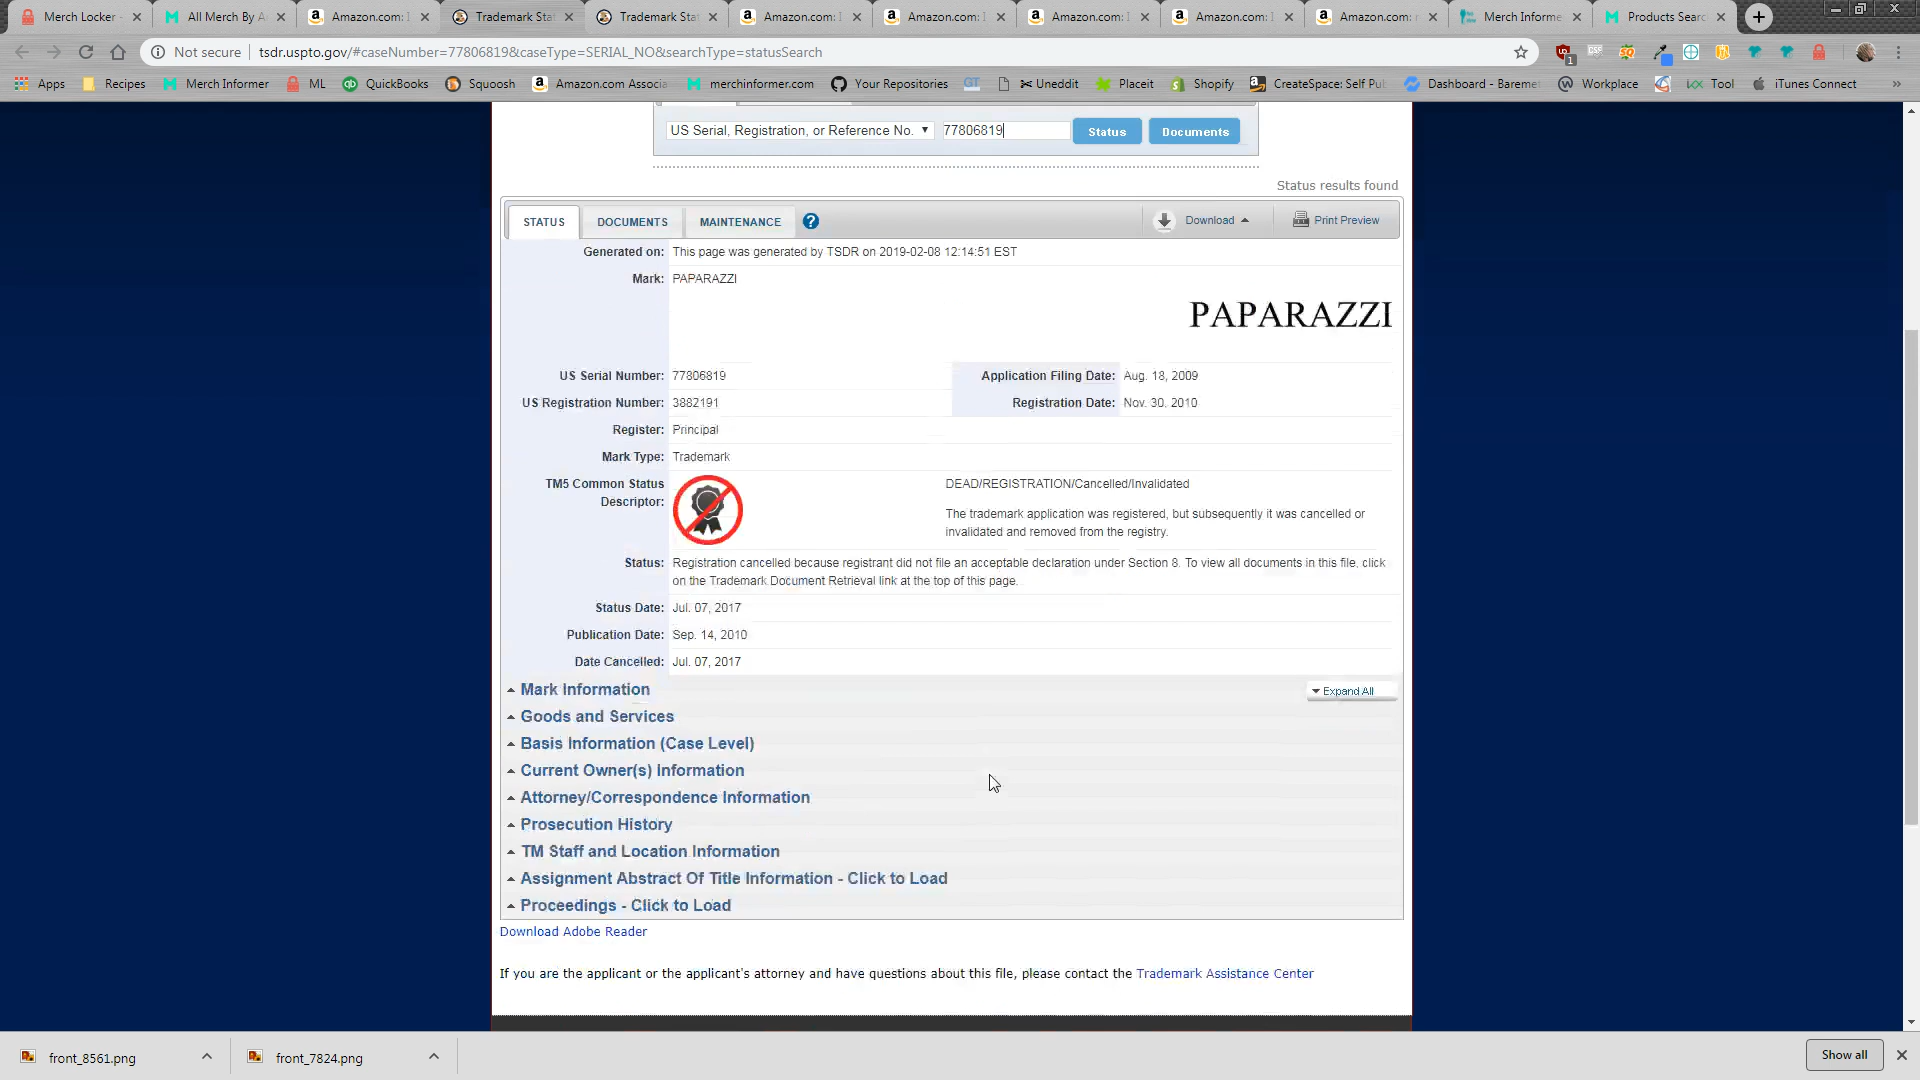 Merch Locker -
All Merch By A
Amazon.com: I
Trademark Sta
Trademark Sta
Amazon.com: I
Amazon.com: I
Amazon.com: I
Amazon.com: I
Amazon.com: r
Merch Informe
Products Searc
Not secure
tsdr.uspto.gov/#caseNumber=77806819&caseType=SERIAL_NO&searchType=statusSearch
1
Apps
Recipes
Merch Informer
ML
QuickBooks
Squoosh
Amazon.com Associa
merchinformer.com
Your Repositories
GT
Uneddit
Placeit
Shopify
CreateSpace: Self Pub
Dashboard - Baremet
Workplace
Tool
iTunes Connect
»
US Serial, Registration, or Reference No.
77806819
Status
Documents
Status results found
STATUS
DOCUMENTS
MAINTENANCE
?
Download
Print Preview
Generated on: This page was generated by TSDR on 2019-02-08 12:14:51 EST
Mark: PAPARAZZI
PAPARAZZI
US Serial Number: 77806819
Application Filing Date: Aug. 18, 2009
US Registration Number: 3882191
Registration Date: Nov. 30, 2010
Register: Principal
Mark Type: Trademark
TM5 Common Status
Descriptor:
DEAD/REGISTRATION/Cancelled/Invalidated
The trademark application was registered, but subsequently it was cancelled or
invalidated and removed from the registry.
Status: Registration cancelled because registrant did not file an acceptable declaration under Section 8. To view all documents in this file, click
on the Trademark Document Retrieval link at the top of this page.
Status Date: Jul. 07, 2017
Publication Date: Sep. 14, 2010
Date Cancelled: Jul. 07, 2017
Mark Information
Expand All
Goods and Services
Basis Information (Case Level)
Current Owner(s) Information
Attorney/Correspondence Information
Prosecution History
TM Staff and Location Information
Assignment Abstract Of Title Information - Click to Load
Proceedings - Click to Load
Download Adobe Reader
If you are the applicant or the applicant's attorney and have questions about this file, please contact the Trademark Assistance Center
front_8561.png
front_7824.png
Show all